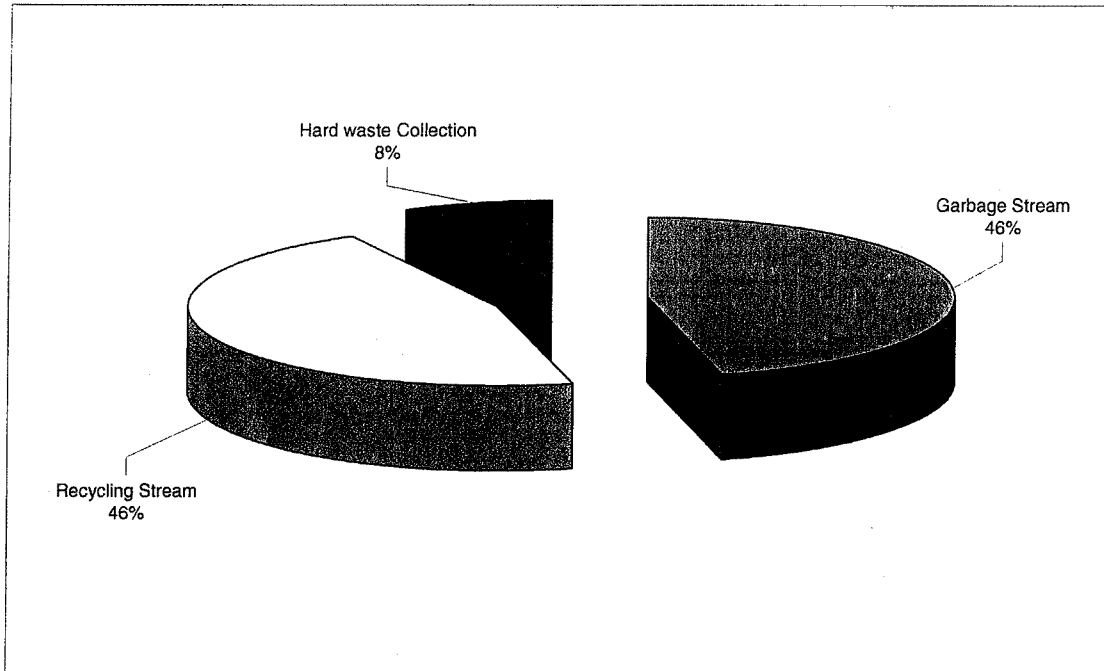 Hard waste Collection
8%
Garbage Stream
46%
Recycling Stream
46%